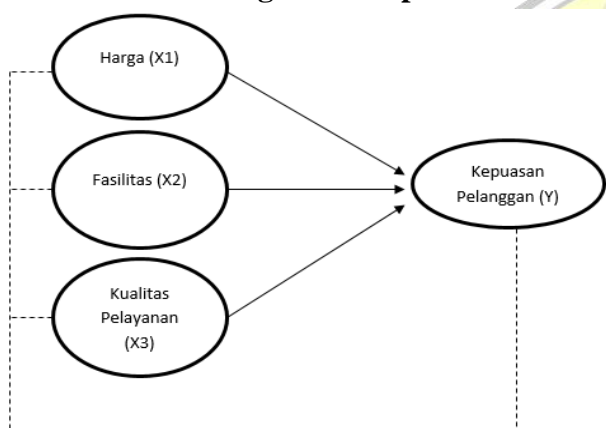 Harga (X1)
Fasilitas (X2)
Kepuasan
Pelanggan (Y)
Kualitas
Pelayanan
(X3)